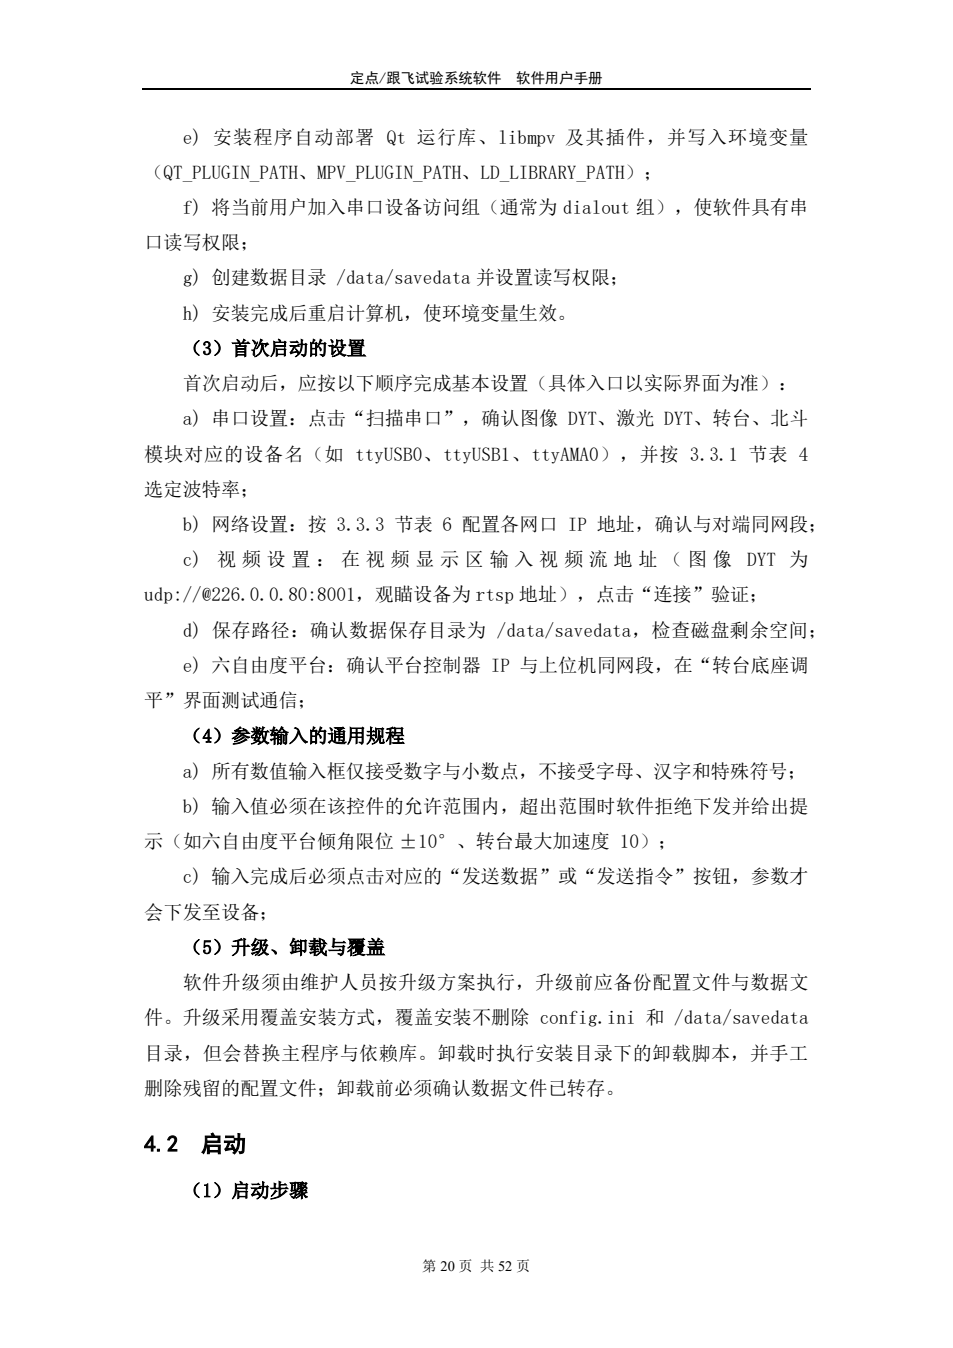 定点/跟飞试验系统软件　软件用户手册
e) 安装程序自动部署 Qt 运行库、libmpv 及其插件，并写入环境变量
（QT_PLUGIN_PATH、MPV_PLUGIN_PATH、LD_LIBRARY_PATH）；
f) 将当前用户加入串口设备访问组（通常为 dialout 组），使软件具有串
口读写权限；
g) 创建数据目录 /data/savedata 并设置读写权限；
h) 安装完成后重启计算机，使环境变量生效。
（3）首次启动的设置
首次启动后，应按以下顺序完成基本设置（具体入口以实际界面为准）：
a) 串口设置：点击“扫描串口”，确认图像 DYT、激光 DYT、转台、北斗
模块对应的设备名（如 ttyUSB0、ttyUSB1、ttyAMA0），并按 3.3.1 节表 4
选定波特率；
b) 网络设置：按 3.3.3 节表 6 配置各网口 IP 地址，确认与对端同网段；
c) 视频设置：在视频显示区输入视频流地址（图像 DYT 为
udp://@226.0.0.80:8001，观瞄设备为 rtsp 地址），点击“连接”验证；
d) 保存路径：确认数据保存目录为 /data/savedata，检查磁盘剩余空间；
e) 六自由度平台：确认平台控制器 IP 与上位机同网段，在“转台底座调
平”界面测试通信；
（4）参数输入的通用规程
a) 所有数值输入框仅接受数字与小数点，不接受字母、汉字和特殊符号；
b) 输入值必须在该控件的允许范围内，超出范围时软件拒绝下发并给出提
示（如六自由度平台倾角限位 ±10°、转台最大加速度 10）；
c) 输入完成后必须点击对应的“发送数据”或“发送指令”按钮，参数才
会下发至设备；
（5）升级、卸载与覆盖
软件升级须由维护人员按升级方案执行，升级前应备份配置文件与数据文
件。升级采用覆盖安装方式，覆盖安装不删除 config.ini 和 /data/savedata
目录，但会替换主程序与依赖库。卸载时执行安装目录下的卸载脚本，并手工
删除残留的配置文件；卸载前必须确认数据文件已转存。
4.2 启动
（1）启动步骤
第 20 页 共 52 页